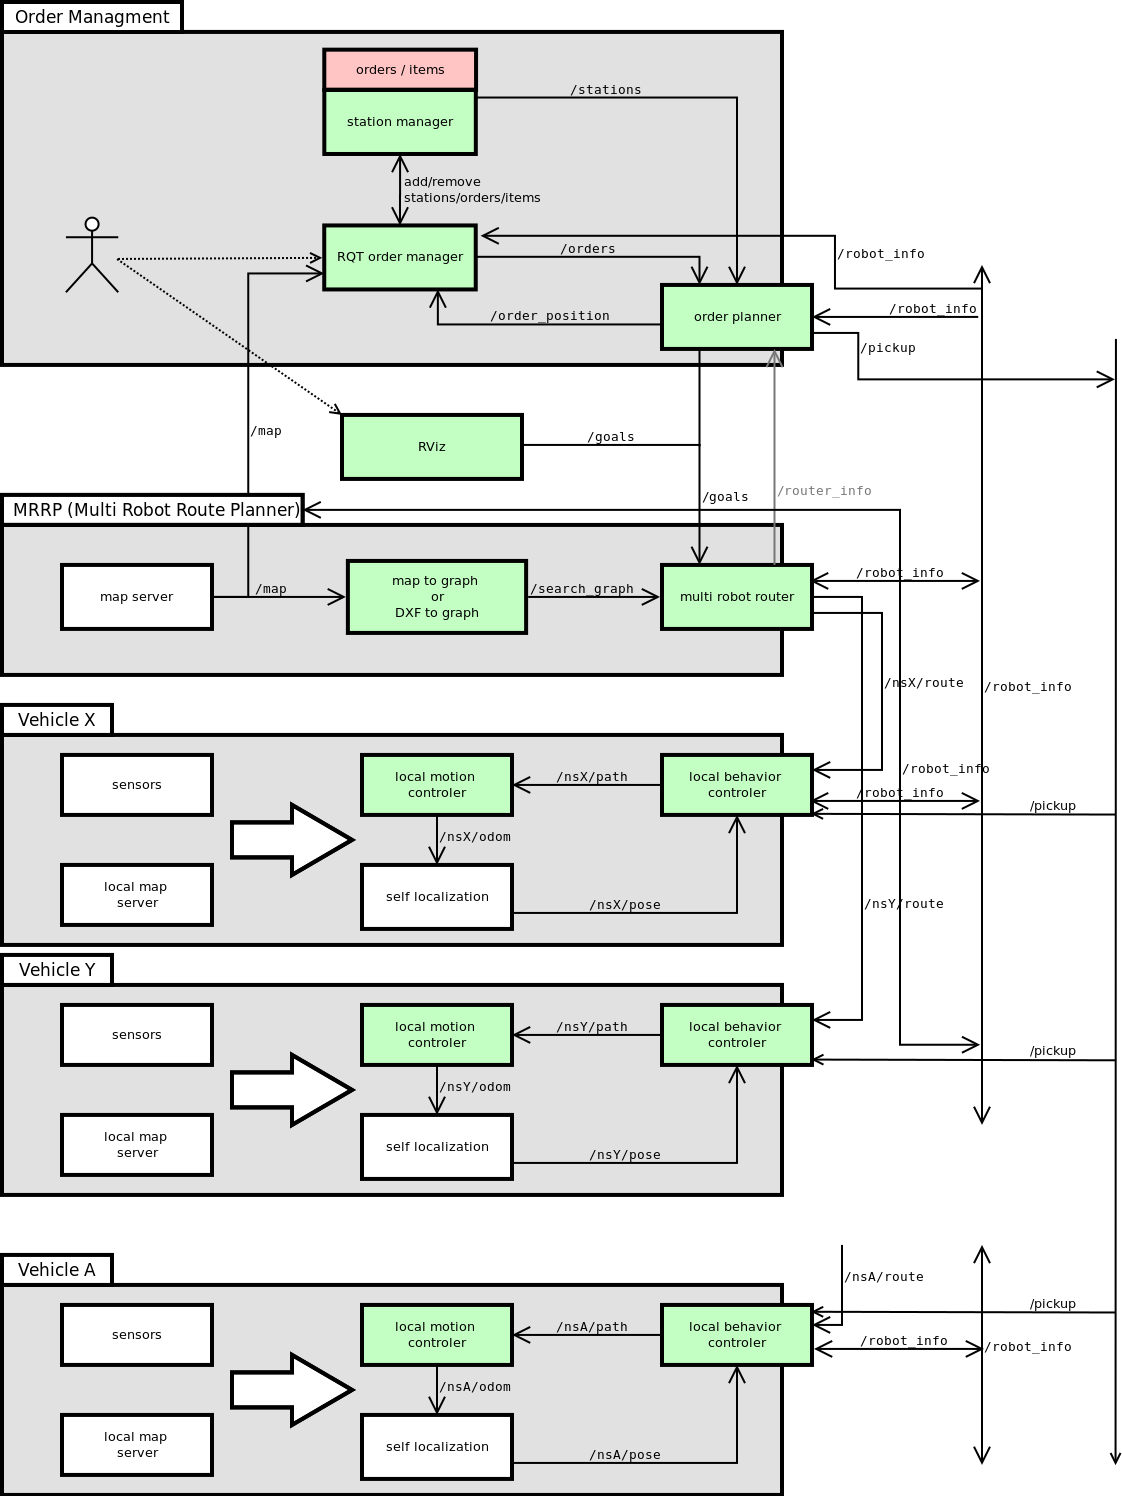 Order Managment
orders / items
station manager
/stations
add/remove
stations/orders/items
RQT order manager
/orders
/robot_info
/robot_info
order planner
/order_position
/pickup
/map
RViz
/goals
/goals
/router_info
MRRP (Multi Robot Route Planner)
map server
/map
map to graph
or
DXF to graph
/search_graph
multi robot router
/robot_info
/nsX/route
/robot_info
Vehicle X
sensors
local motion
controler
/nsX/path
local behavior
controler
/robot_info
/robot_info
/pickup
/nsX/odom
local map
server
self localization
/nsX/pose
/nsY/route
Vehicle Y
sensors
local motion
controler
/nsY/path
local behavior
controler
/pickup
/nsY/odom
local map
server
self localization
/nsY/pose
Vehicle A
/nsA/route
sensors
local motion
controler
/nsA/path
local behavior
controler
/pickup
/robot_info
/robot_info
/nsA/odom
local map
server
self localization
/nsA/pose